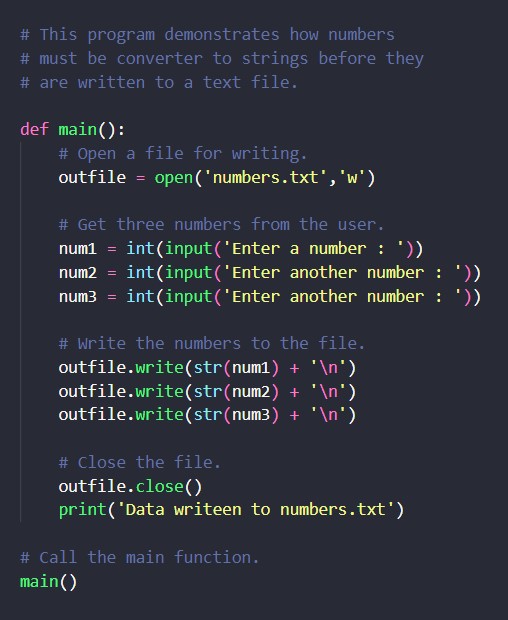 # This program demonstrates how numbers
# must be converter to strings before they
# are written to a text file.

def main():
    # Open a file for writing.
    outfile = open('numbers.txt','w')

    # Get three numbers from the user.
    num1 = int(input('Enter a number : '))
    num2 = int(input('Enter another number : '))
    num3 = int(input('Enter another number : '))

    # Write the numbers to the file.
    outfile.write(str(num1) + '\n')
    outfile.write(str(num2) + '\n')
    outfile.write(str(num3) + '\n')

    # Close the file.
    outfile.close()
    print('Data writeen to numbers.txt')

# Call the main function.
main()